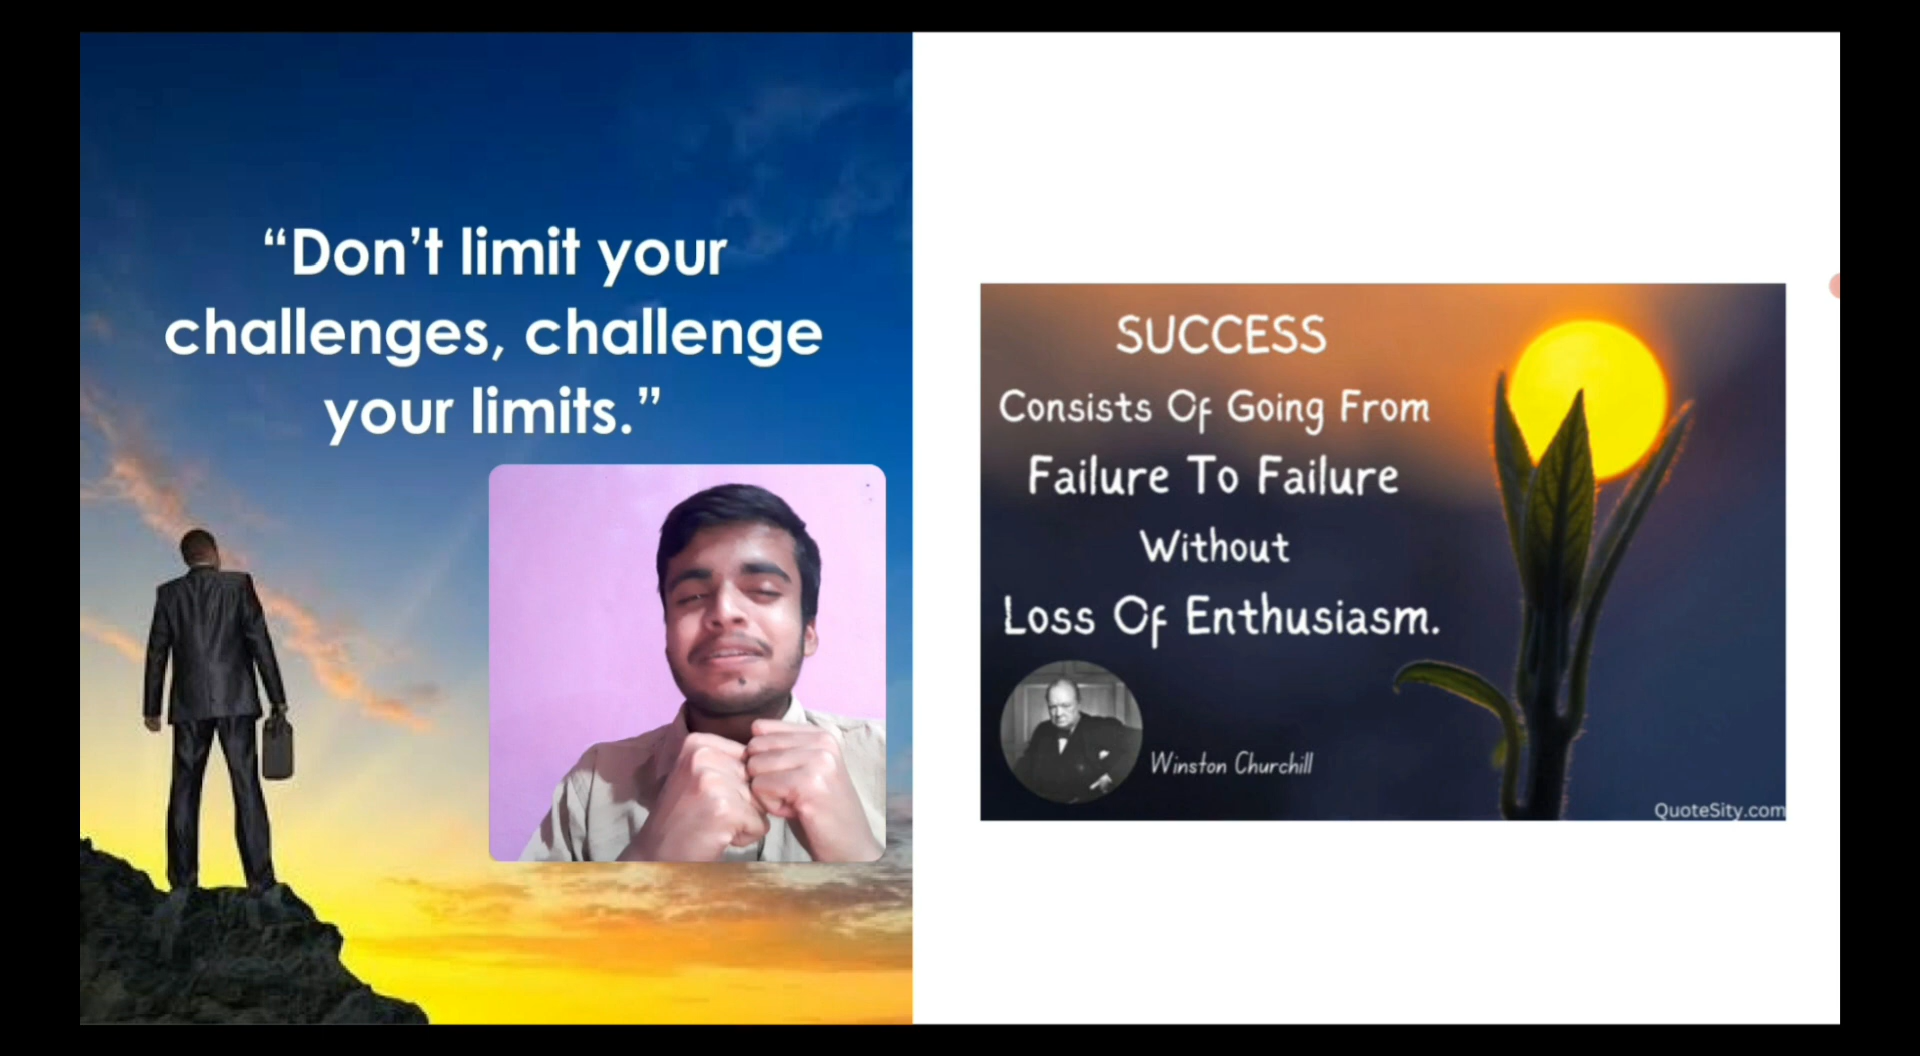 “Don’t limit your
challenges, challenge
your limits.”
SUCCESS
Consists Of Going From
Failure To Failure
Without
Loss Of Enthusiasm.
Winston Churchill
QuoteSity.com